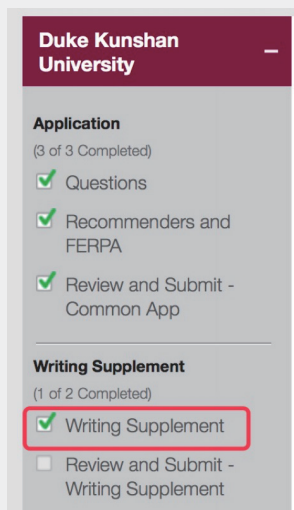 Duke Kunshan
University
Application
(3 of 3 Completed)
Questions
Recommenders and
FERPA
Review and Submit -
Common App
Writing Supplement
(1 of 2 Completed)
Writing Supplement
Review and Submit -
Writing Supplement